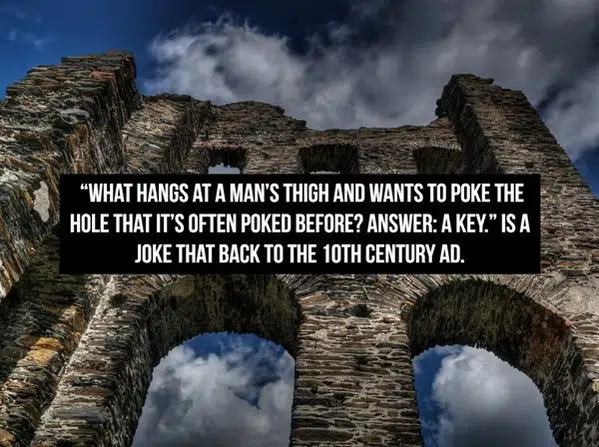 “WHAT HANGS AT A MAN’S THIGH AND WANTS TO POKE THE
HOLE THAT IT’S OFTEN POKED BEFORE? ANSWER: A KEY.” IS A
JOKE THAT BACK TO THE 10TH CENTURY AD.